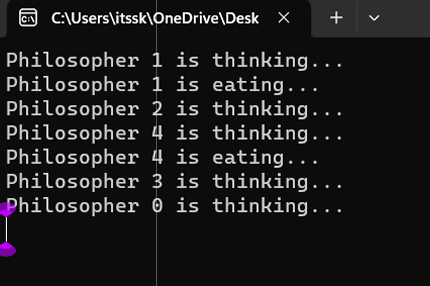 C:\Users\itssk\OneDrive\Desk
Philosopher 1 is thinking...
Philosopher 1 is eating...
Philosopher 2 is thinking...
Philosopher 4 is thinking...
Philosopher 4 is eating...
Philosopher 3 is thinking...
Philosopher 0 is thinking...